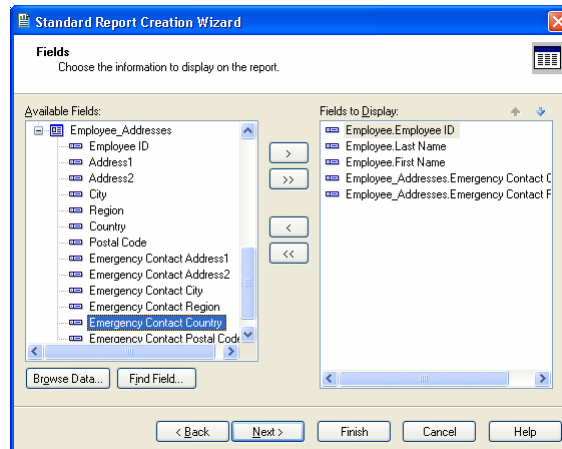 Standard Report Creation Wizard
Fields
Choose the information to display on the report.
Available Fields:
Employee_Addresses
Employee ID
Address1
Address2
City
Region
Country
Postal Code
Emergency Contact Address1
Emergency Contact Address2
Emergency Contact City
Emergency Contact Region
Emergency Contact Country
Emergency Contact Postal Code
>
>>
<
<<
Fields to Display:
Employee.Employee ID
Employee.Last Name
Employee.First Name
Employee_Addresses.Emergency Contact C
Employee_Addresses.Emergency Contact F
Browse Data... Find Field...
< Back Next > Finish Cancel Help